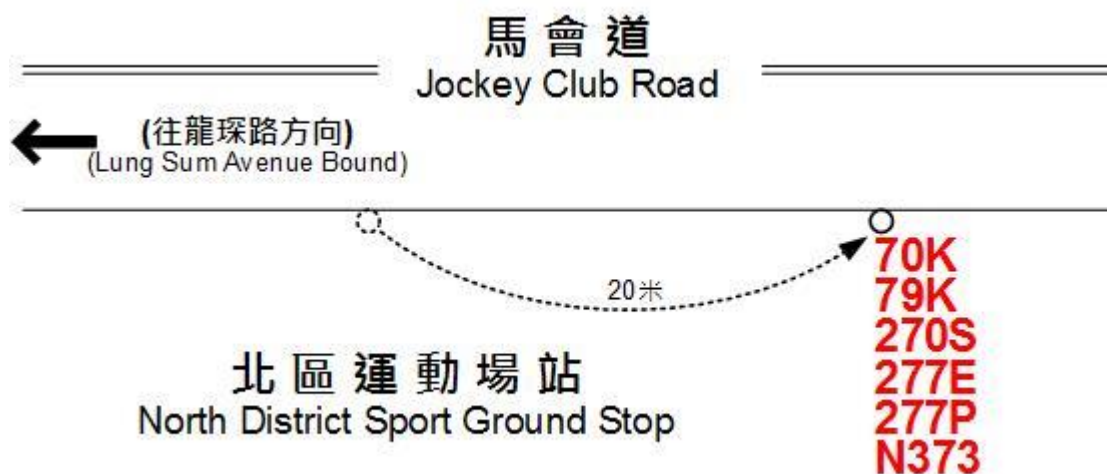 馬會道
Jockey Club Road
(往龍琛路方向)
(Lung Sum Avenue Bound)
20米
70K
79K
270S
277E
277P
N373
北區運動場站
North District Sport Ground Stop